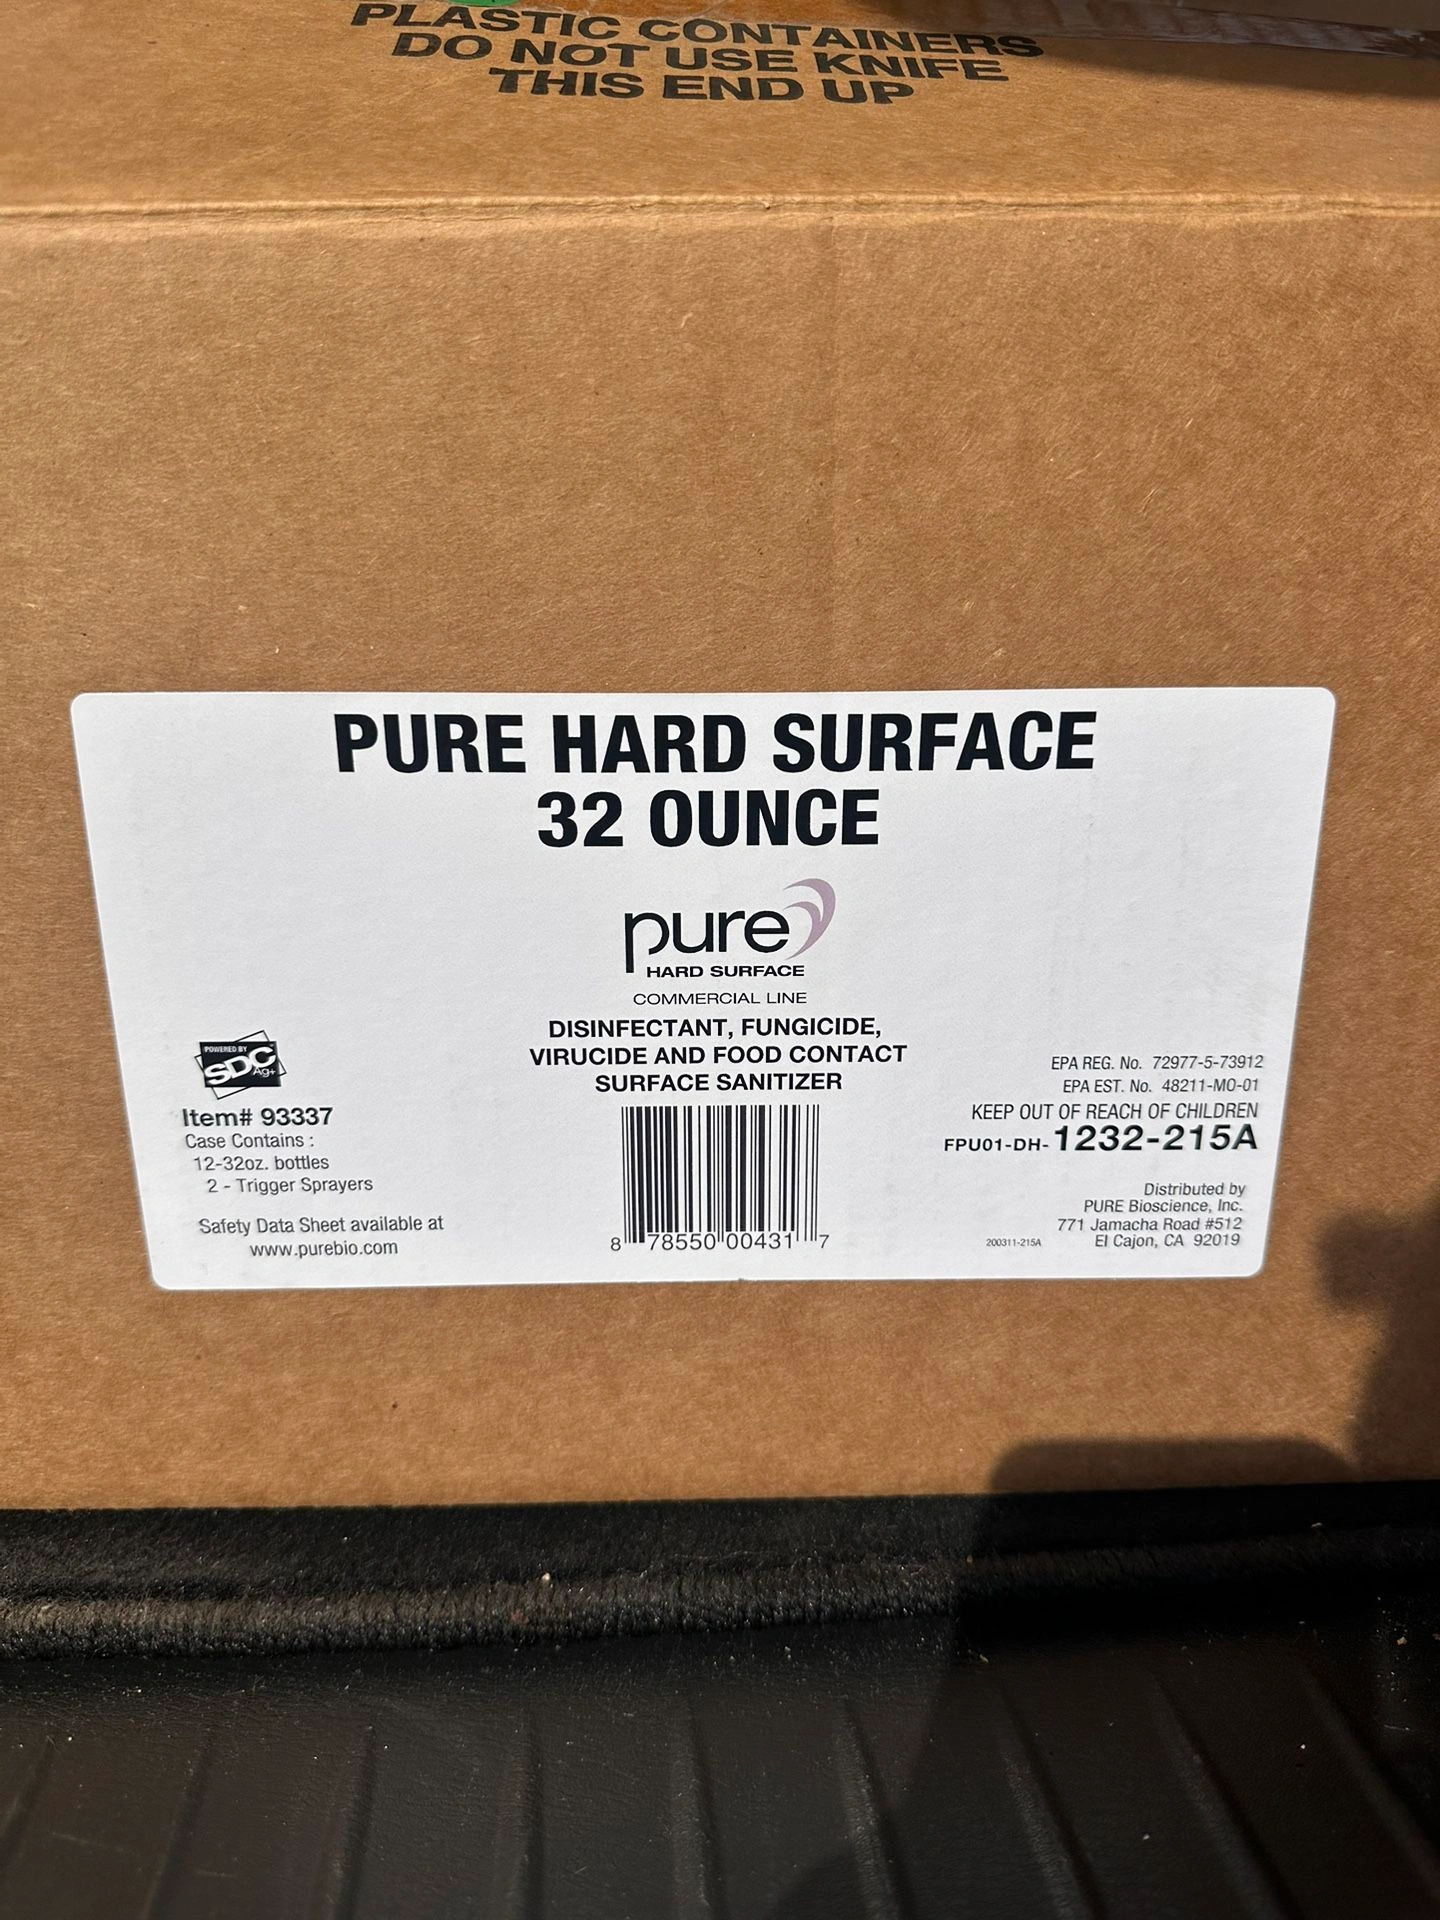 PLASTIC CONTAINERS
DO NOT USE KNIFE
THIS END UP
PURE HARD SURFACE
32 OUNCE
pure
HARD SURFACE
COMMERCIAL LINE
DISINFECTANT, FUNGICIDE,
VIRUCIDE AND FOOD CONTACT
SURFACE SANITIZER
POWERED BY
SDC
Ag+
Item# 93337
Case Contains :
12-32oz. bottles
2 - Trigger Sprayers
Safety Data Sheet available at
www.purebio.com
8 78550 00431 7
EPA REG. No. 72977-5-73912
EPA EST. No. 48211-MO-01
KEEP OUT OF REACH OF CHILDREN
FPU01-DH-1232-215A
Distributed by
PURE Bioscience, Inc.
771 Jamacha Road #512
El Cajon, CA 92019
200311-215A